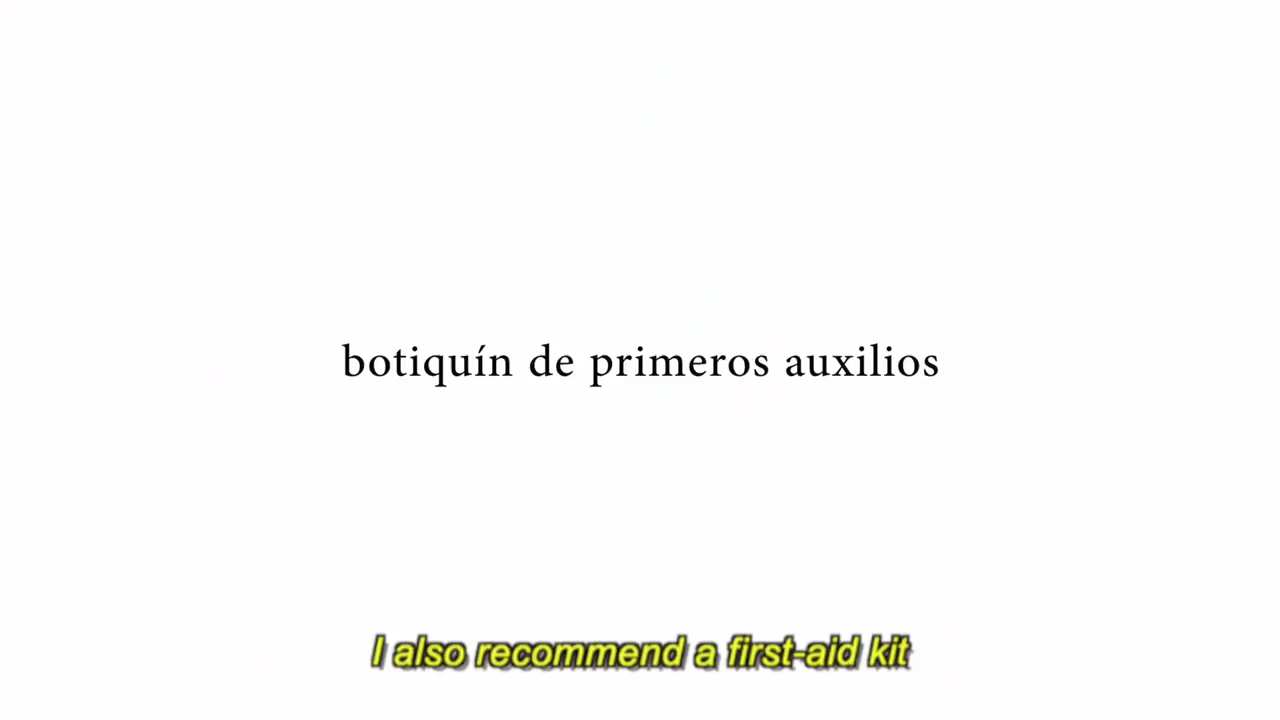 botiquín de primeros auxilios
I also recommend a first-aid kit